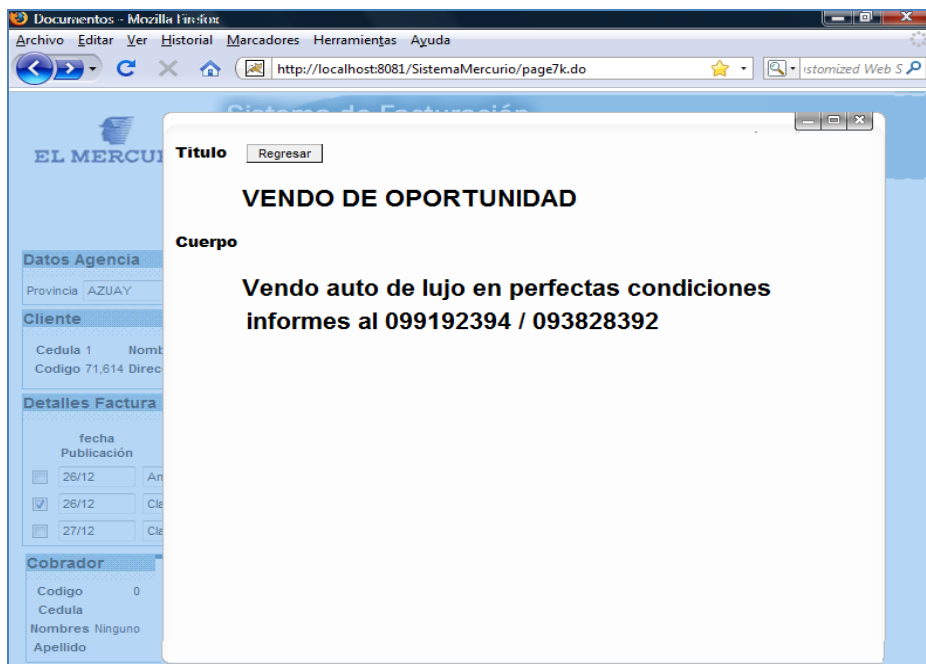 Documentos - Mozilla Firefox
Archivo Editar Ver Historial Marcadores Herramientas Ayuda
http://localhost:8081/SistemaMercurio/page7k.do
stomized Web S
Sistema de Facturación
EL MERCU
Titulo Regresar
VENDO DE OPORTUNIDAD
Cuerpo
Vendo auto de lujo en perfectas condiciones
informes al 099192394 / 093828392
Datos Agencia
Provincia AZUAY
Cliente
Cedula 1 Nomb
Codigo 71,614 Direc
Detalles Factura
fecha
Publicación
26/12 An
26/12 Cla
27/12 Cla
Cobrador
Codigo 0
Cedula
Nombres Ninguno
Apellido